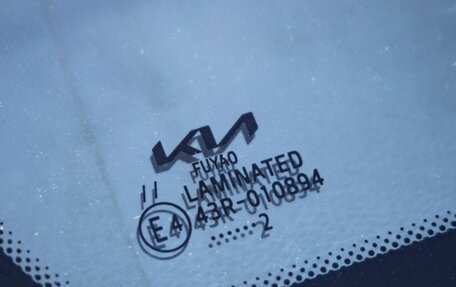 KIA
FUYAO
II LAMINATED
E4 43R-010894
2